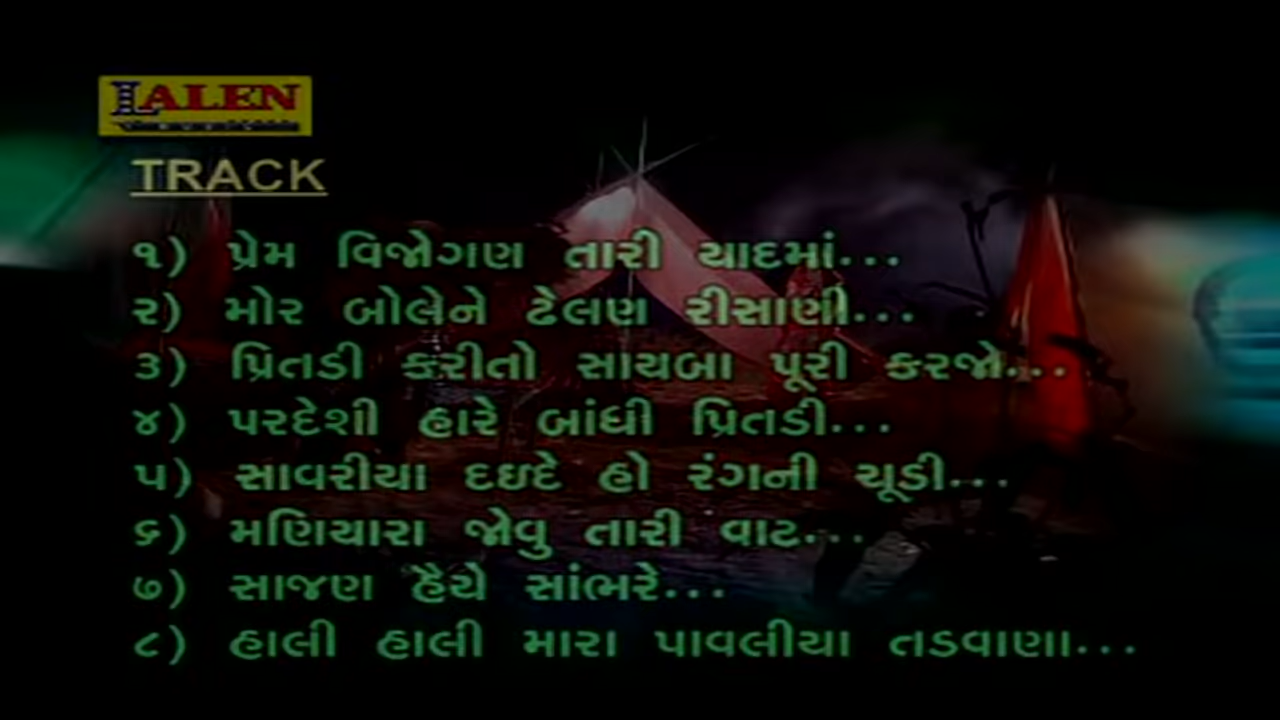 LALEN
TRACK
૧) પ્રેમ વિજોગણ તારી યાદમાં...
૨) મોર બોલેને ઢેલણ રીસાણી...
૩) પ્રિતડી કરીતો સાયબા પૂરી કરજો...
૪) પરદેશી હારે બાંધી પ્રિતડી...
૫) સાવરીયા દઇદે હો રંગની ચૂડી...
૬) મણિયારા જોવુ તારી વાટ...
૭) સાજણ હૈયે સાંભરે...
૮) હાલી હાલી મારા પાવલીયા તડવાણા...